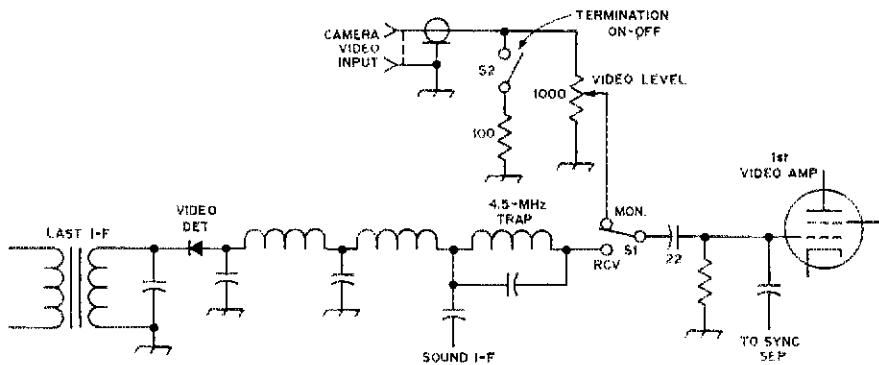 TERMINATION
ON-OFF
CAMERA
VIDEO
INPUT
S2
VIDEO LEVEL
1000
100
1st
VIDEO AMP
4.5-MHz
TRAP
VIDEO
DET
LAST I-F
MON.
S1
RCV
22
SOUND I-F
TO SYNC
SEP